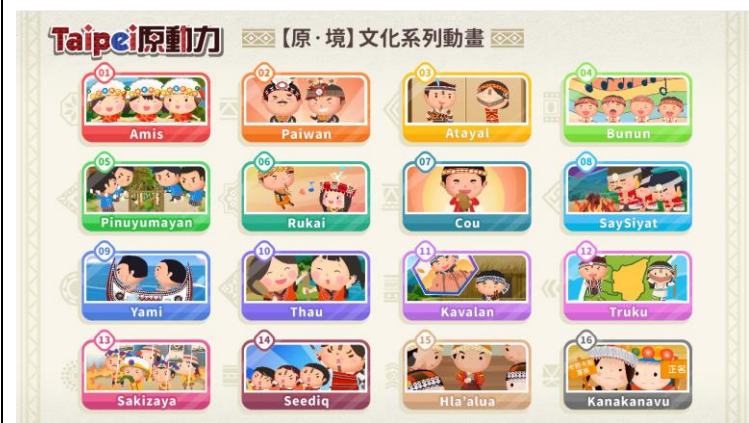 Taipei原動力
【原·境】文化系列動畫
01
Amis
02
Paiwan
03
Atayal
04
Bunun
05
Pinuyumayan
06
Rukai
07
Cou
08
SaySiyat
09
Yami
10
Thau
11
Kavalan
12
Truku
13
Sakizaya
14
Seediq
15
Hla'alua
16
正名
Kanakanavu